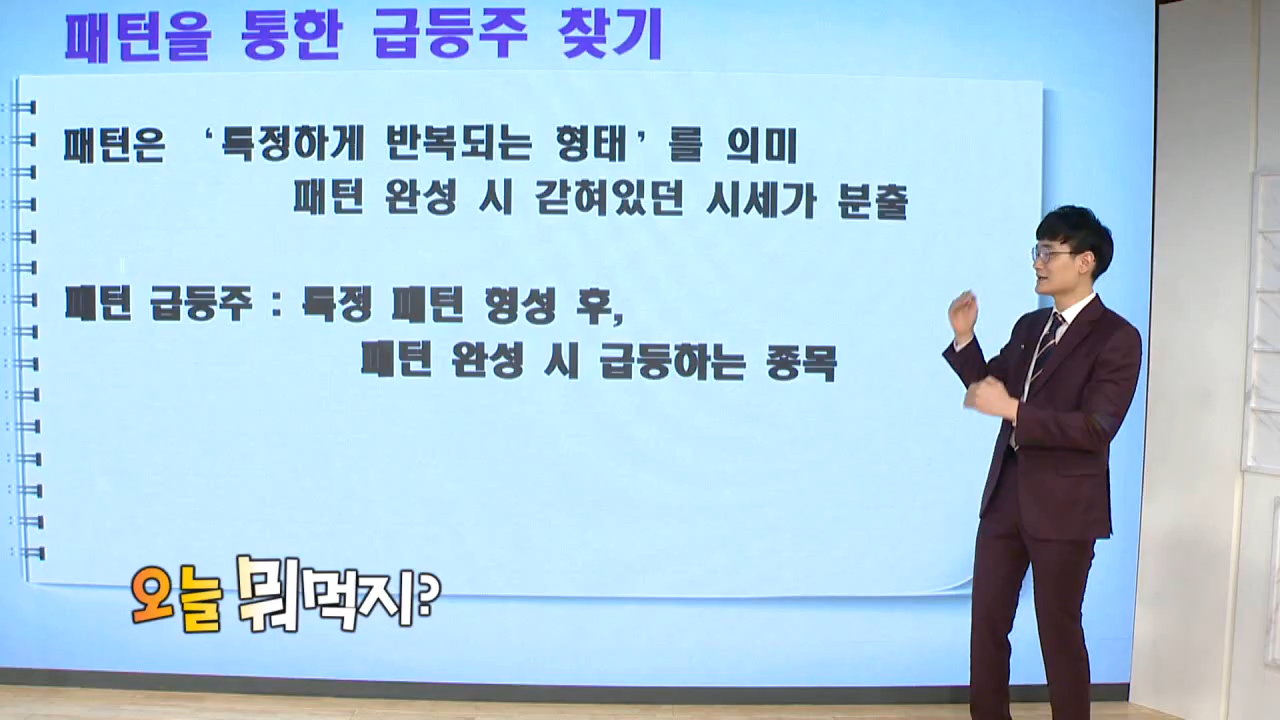 패턴을 통한 급등주 찾기
패턴은 ‘특정하게 반복되는 형태’를 의미
패턴 완성 시 갇혀있던 시세가 분출
패턴 급등주 : 특정 패턴 형성 후,
패턴 완성 시 급등하는 종목
오늘 뭐먹지?